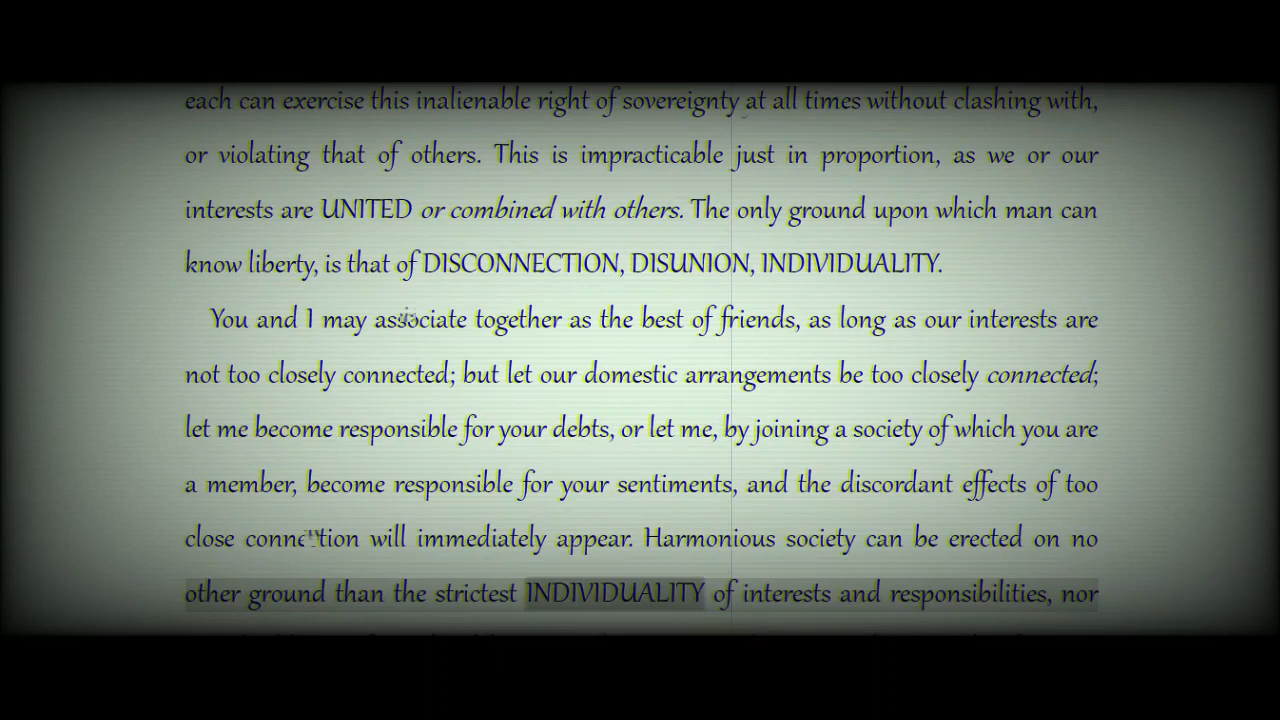 each can exercise this inalienable right of sovereignty at all times without clashing with,
or violating that of others. This is impracticable just in proportion, as we or our
interests are UNITED or combined with others. The only ground upon which man can
know liberty, is that of DISCONNECTION, DISUNION, INDIVIDUALITY.
You and I may associate together as the best of friends, as long as our interests are
not too closely connected; but let our domestic arrangements be too closely connected;
let me become responsible for your debts, or let me, by joining a society of which you are
a member, become responsible for your sentiments, and the discordant effects of too
close connection will immediately appear. Harmonious society can be erected on no
other ground than the strictest INDIVIDUALITY of interests and responsibilities, nor